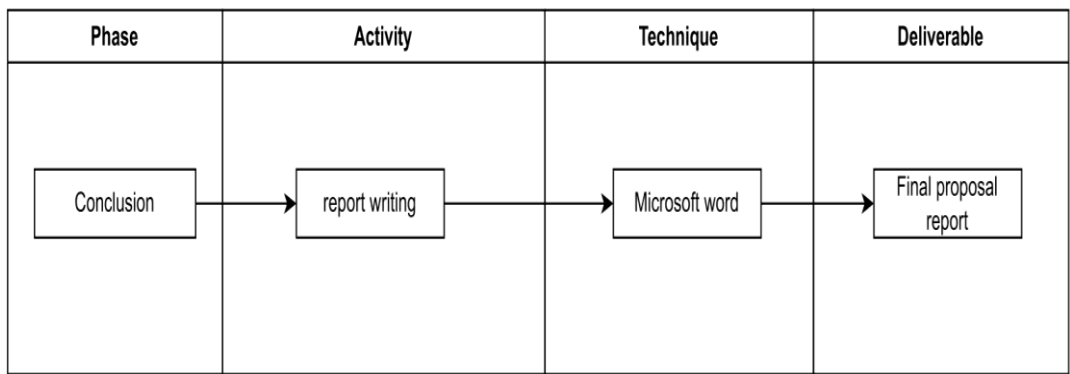 Phase
Activity
Technique
Deliverable
Conclusion
report writing
Microsoft word
Final proposal
report